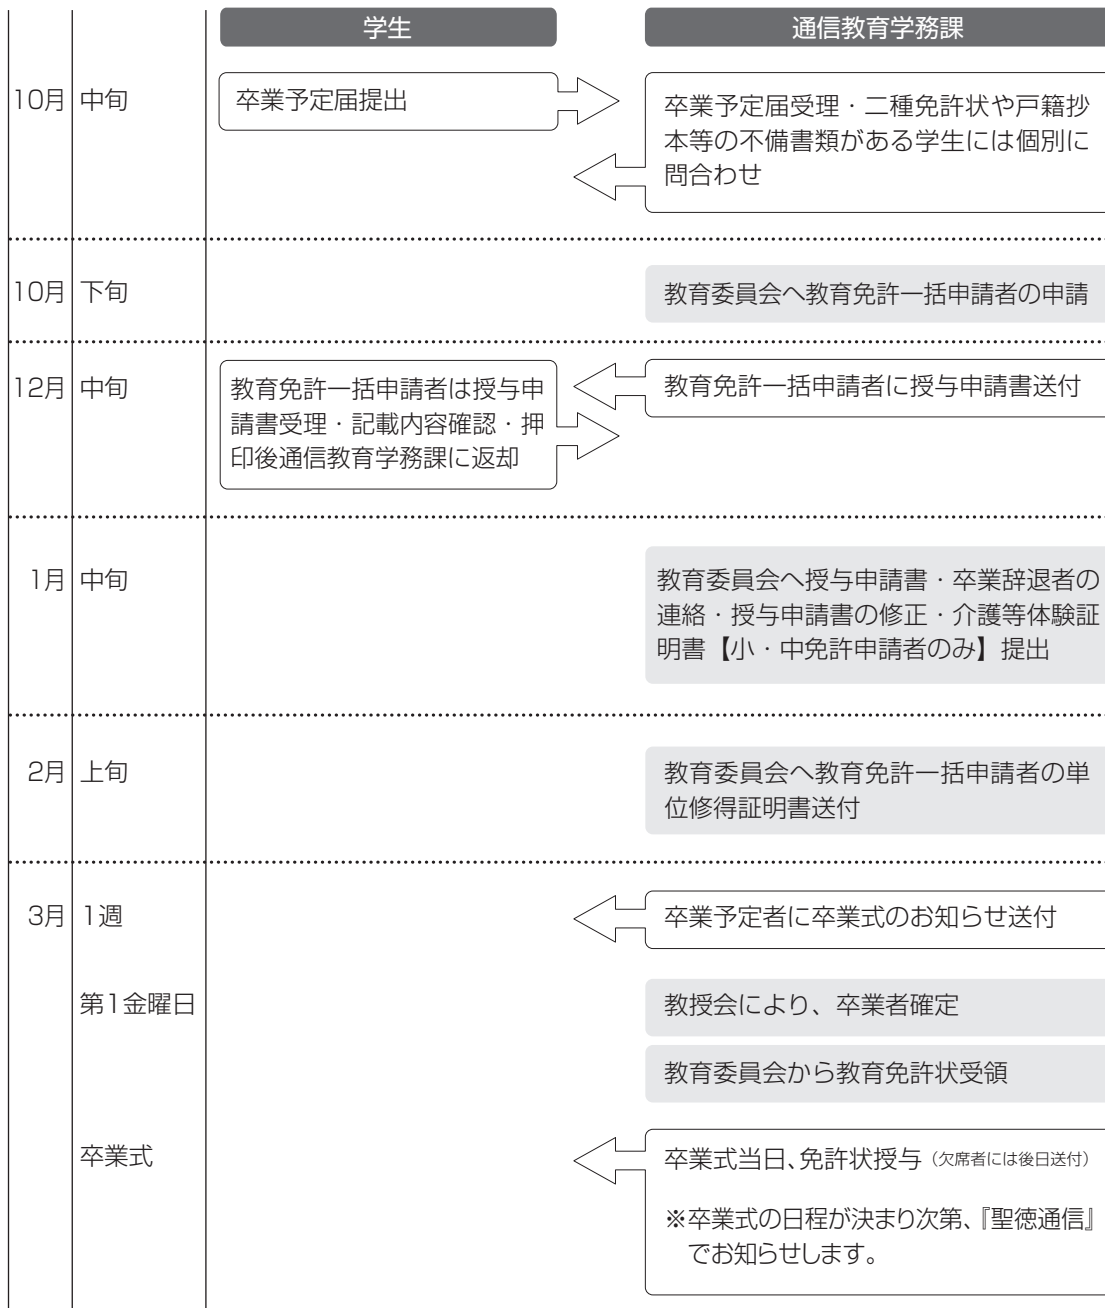 学生
通信教育学務課
10月 中旬
卒業予定届提出
卒業予定届受理・二種免許状や戸籍抄
本等の不備書類がある学生には個別に
問合わせ
10月 下旬
教育委員会へ教育免許一括申請者の申請
12月 中旬
教育免許一括申請者は授与申
請書受理・記載内容確認・押
印後通信教育学務課に返却
教育免許一括申請者に授与申請書送付
1月 中旬
教育委員会へ授与申請書・卒業辞退者の
連絡・授与申請書の修正・介護等体験証
明書【小・中免許申請者のみ】提出
2月 上旬
教育委員会へ教育免許一括申請者の単
位修得証明書送付
3月 1週
卒業予定者に卒業式のお知らせ送付
第1金曜日
教授会により、卒業者確定
教育委員会から教育免許状受領
卒業式
卒業式当日、免許状授与（欠席者には後日送付）
※卒業式の日程が決まり次第、『聖徳通信』
でお知らせします。